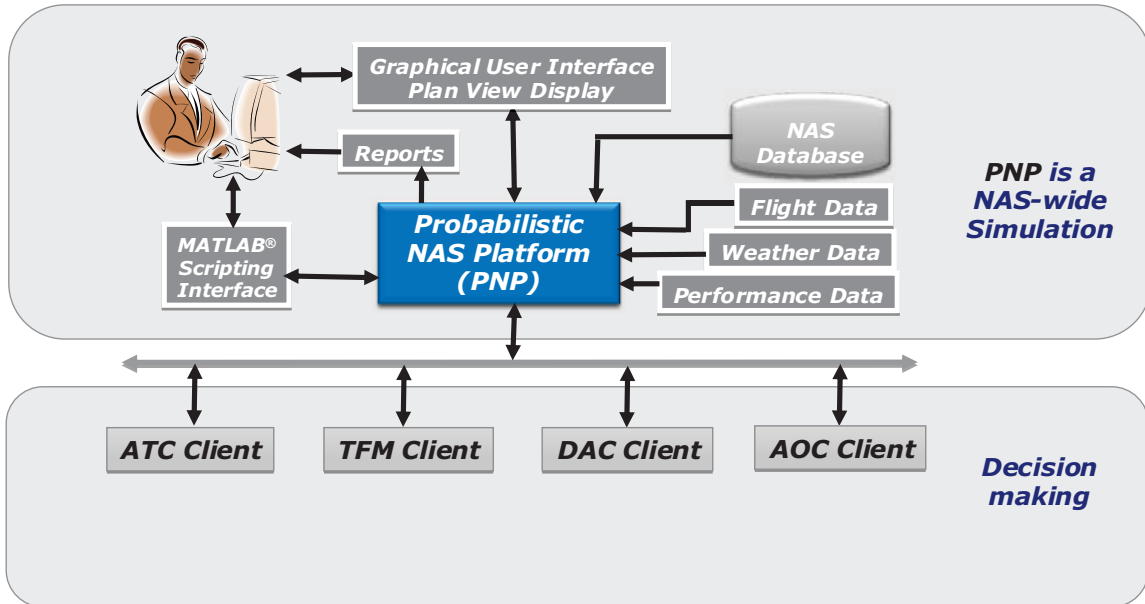 Graphical User Interface
Plan View Display
NAS
Database
Reports
PNP is a
NAS-wide
Simulation
Flight Data
Probabilistic
NAS Platform
(PNP)
MATLAB®
Scripting
Interface
Weather Data
Performance Data
ATC Client
TFM Client
DAC Client
AOC Client
Decision
making